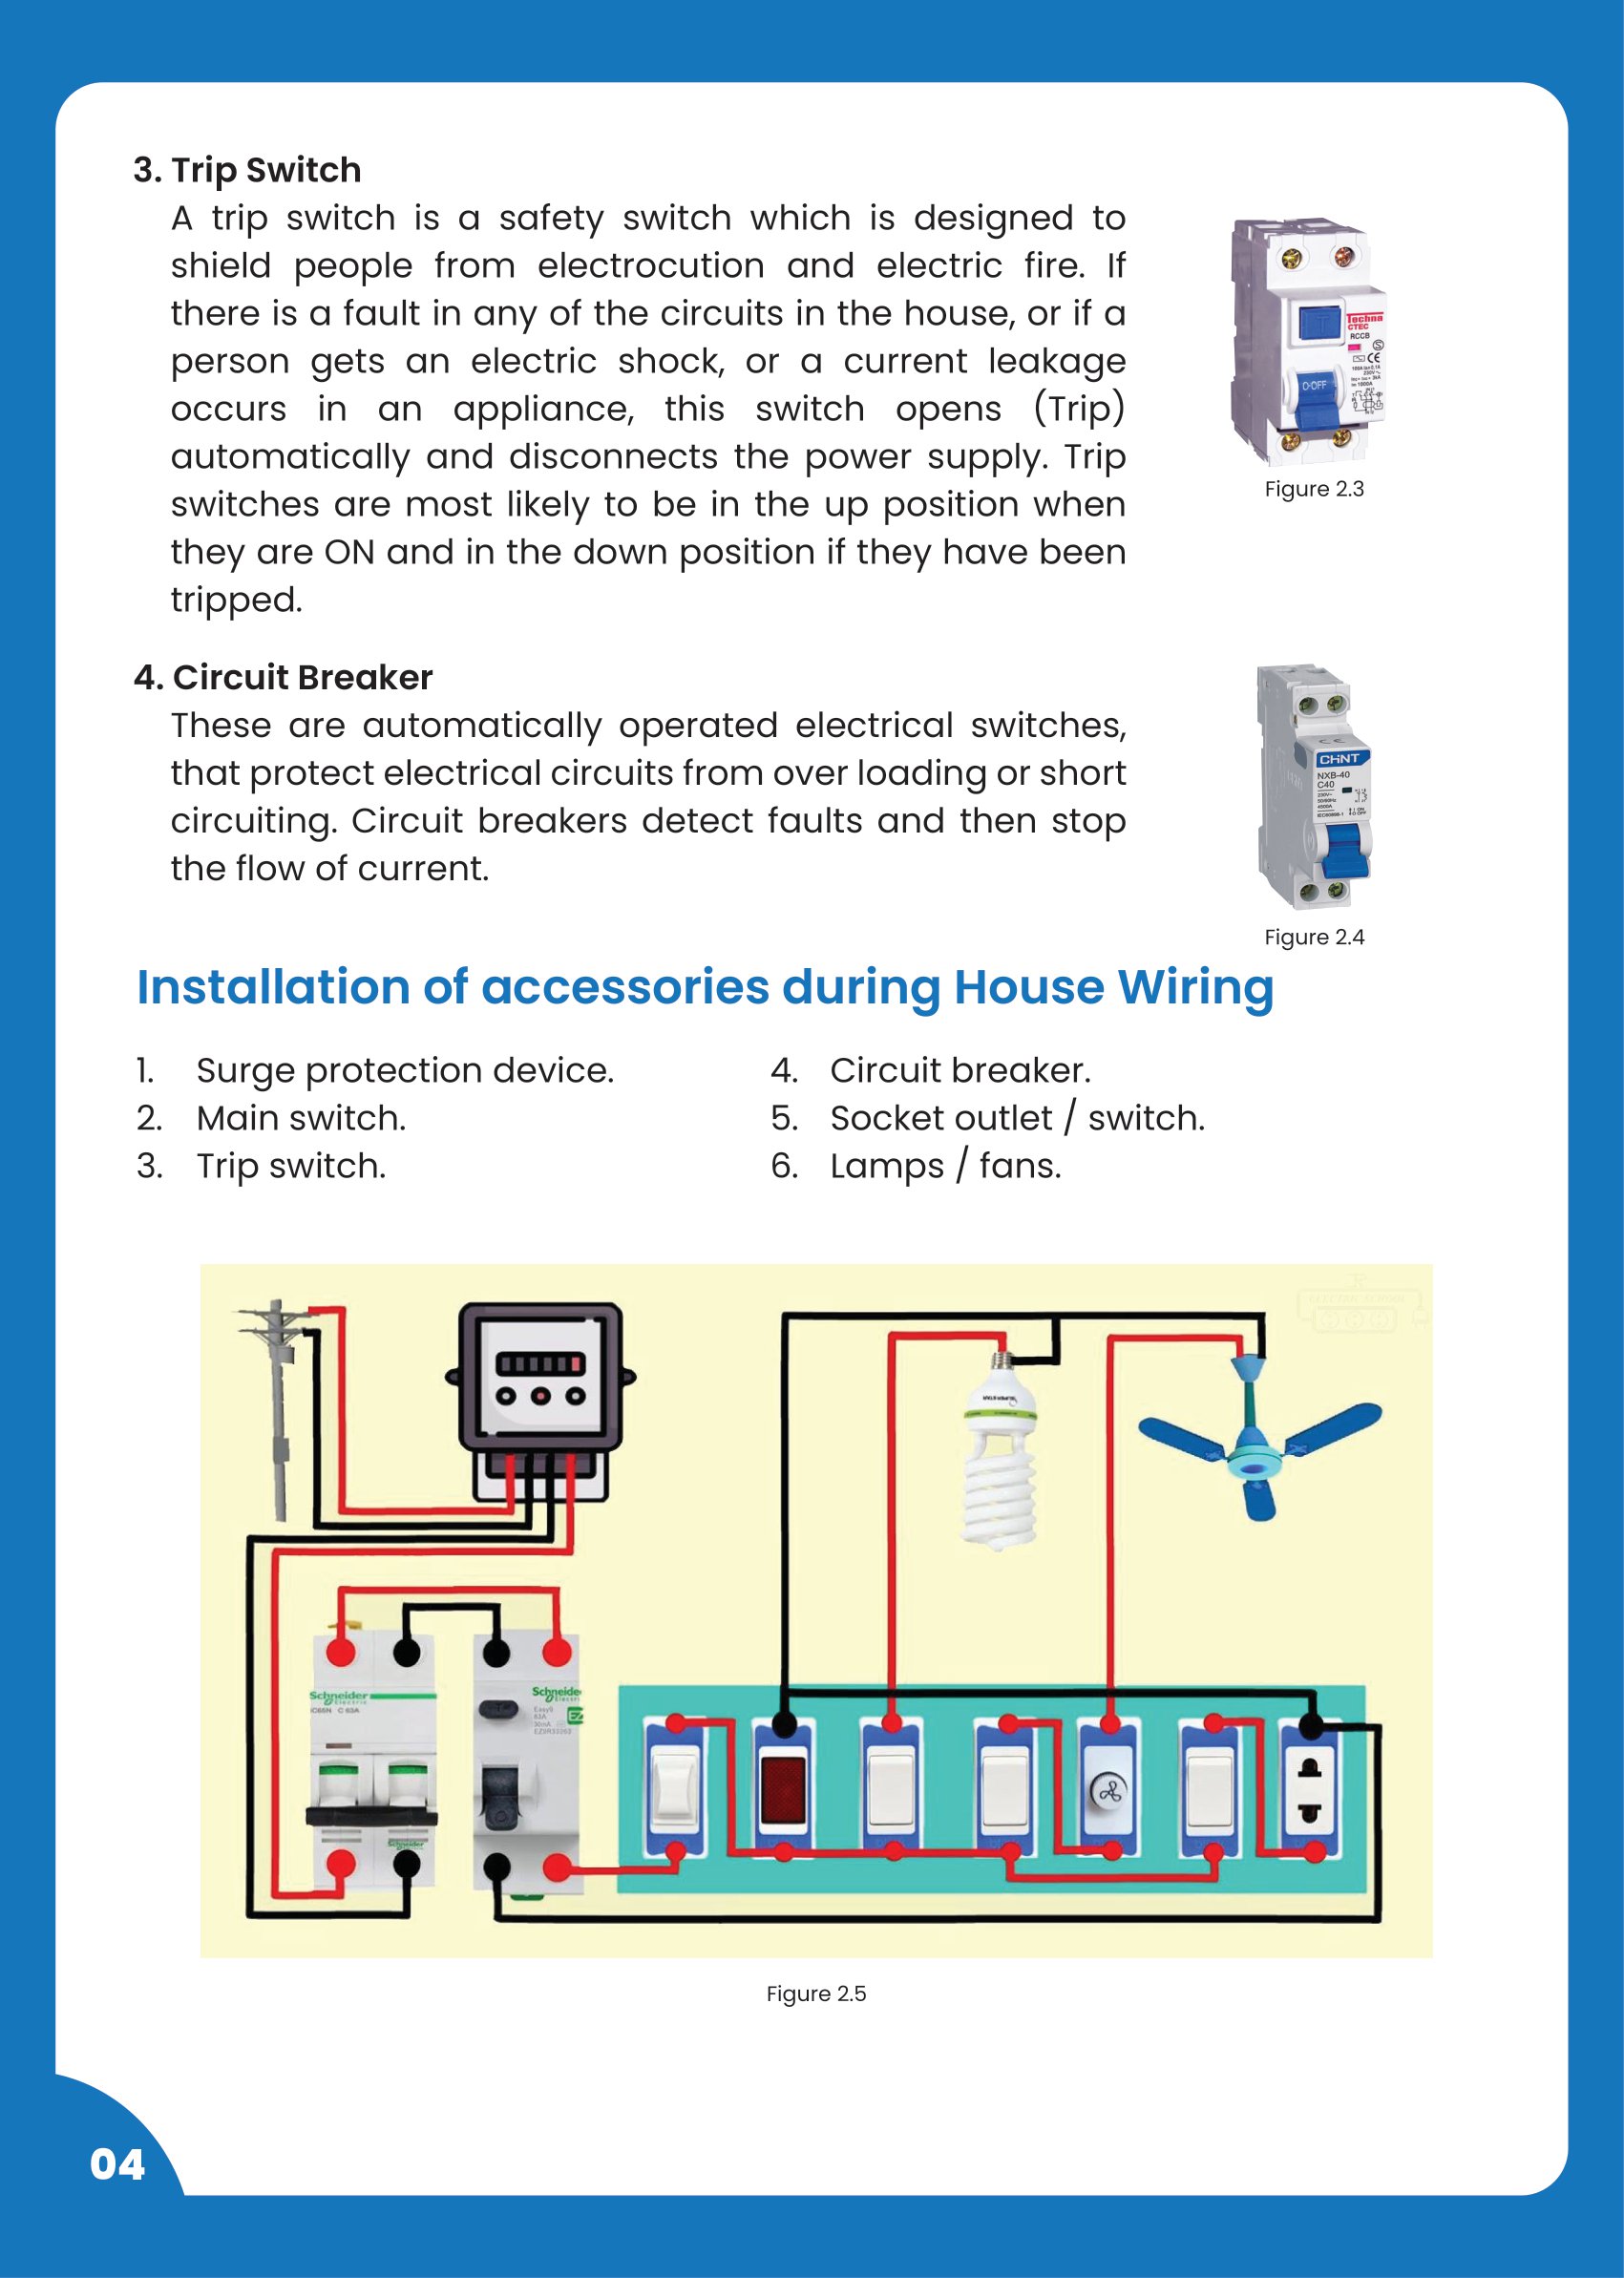 3. Trip Switch
A trip switch is a safety switch which is designed to
shield people from electrocution and electric fire. If
there is a fault in any of the circuits in the house, or if a
person gets an electric shock, or a current leakage
occurs in an appliance, this switch opens (Trip)
automatically and disconnects the power supply. Trip
switches are most likely to be in the up position when
they are ON and in the down position if they have been
tripped.
Techna
CTEC
RCCB
CE
O-OFF
Figure 2.3
4. Circuit Breaker
These are automatically operated electrical switches,
that protect electrical circuits from over loading or short
circuiting. Circuit breakers detect faults and then stop
the flow of current.
CHNT
NXB-40
C40
Figure 2.4
Installation of accessories during House Wiring
1. Surge protection device.
2. Main switch.
3. Trip switch.
4. Circuit breaker.
5. Socket outlet / switch.
6. Lamps / fans.
Schneider
Electric
iC65N C 63A
Schneider
Schneide
Electri
Easy9
63A
30mA
EZ
Figure 2.5
04